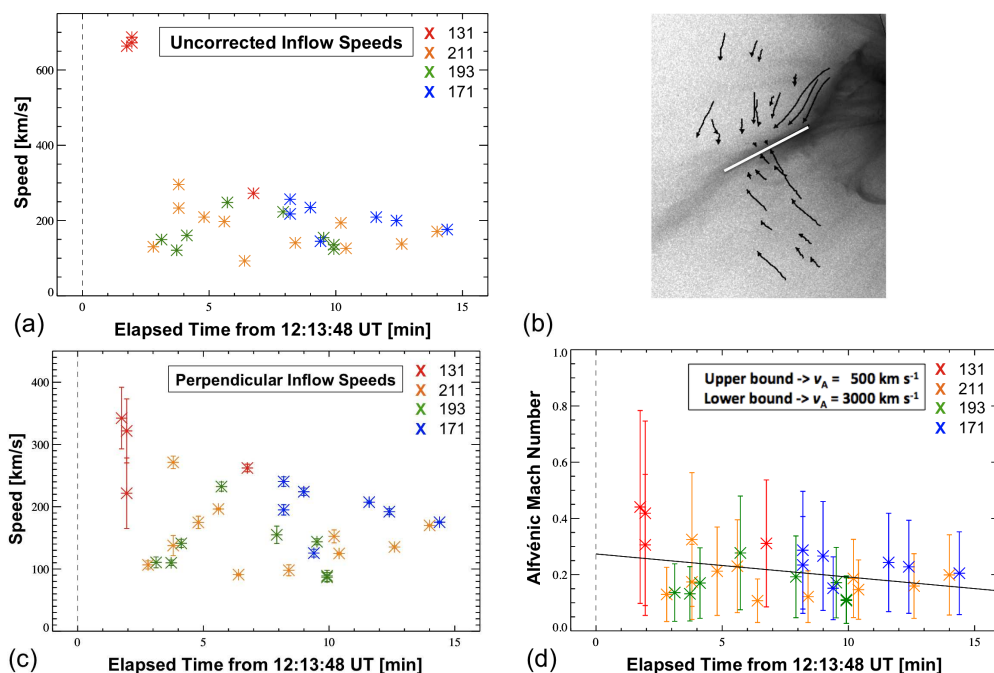 Uncorrected Inflow Speeds
X 131
X 211
X 193
X 171
600
400
200
0
Speed [km/s]
0 5 10 15
Elapsed Time from 12:13:48 UT [min]
(a)
(b)
Perpendicular Inflow Speeds
X 131
X 211
X 193
X 171
400
300
200
100
0
Speed [km/s]
0 5 10 15
Elapsed Time from 12:13:48 UT [min]
(c)
Upper bound -> vA = 500 km s-1
Lower bound -> vA = 3000 km s-1
X 131
X 211
X 193
X 171
1.0
0.8
0.6
0.4
0.2
0.0
Alfvénic Mach Number
0 5 10 15
Elapsed Time from 12:13:48 UT [min]
(d)